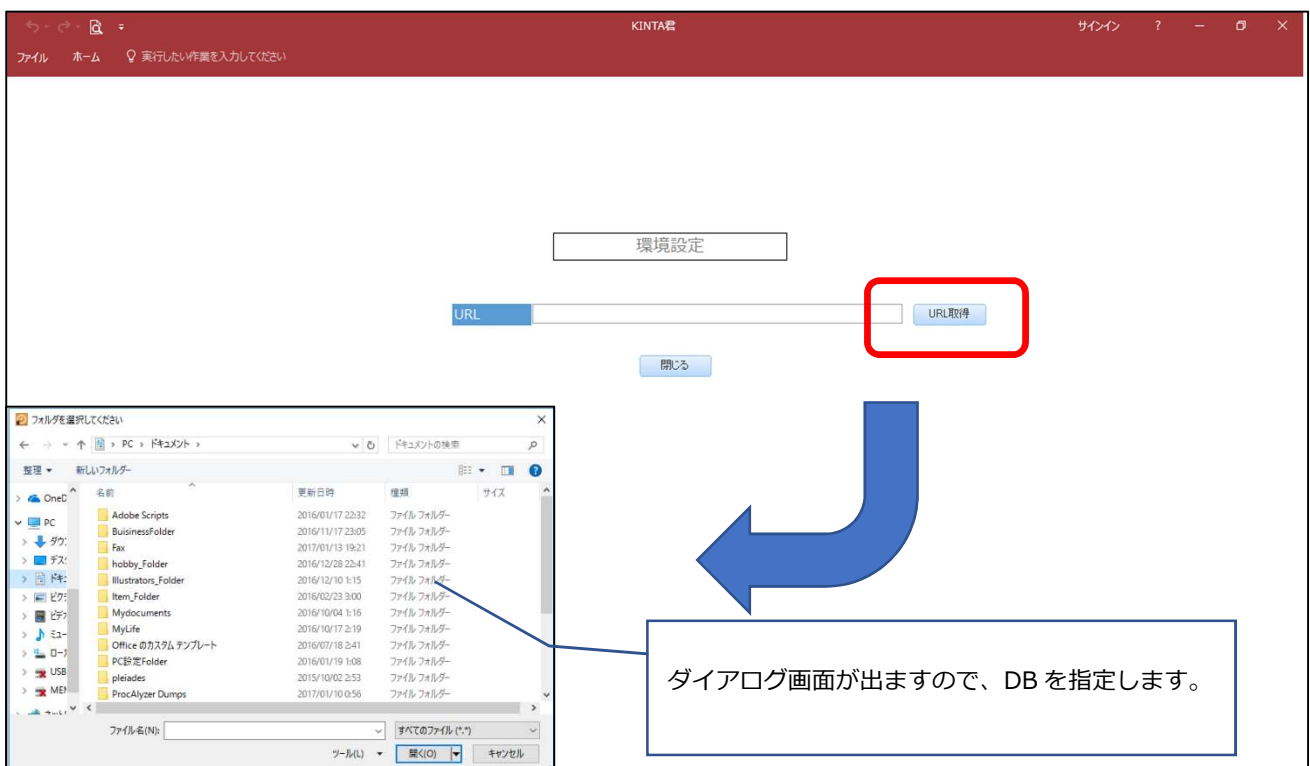 KINTA君
サインイン ?
ファイル ホーム 実行したい作業を入力してください
環境設定
URL
URL取得
閉じる
フォルダを選択してください
PC › ドキュメント ›
ドキュメントの検索
整理 新しいフォルダー
名前 更新日時 種類 サイズ
Adobe Scripts 2016/01/17 22:32 ファイル フォルダー
BuisinessFolder 2016/11/17 23:05 ファイル フォルダー
Fax 2017/01/13 19:21 ファイル フォルダー
hobby_Folder 2016/12/28 22:41 ファイル フォルダー
Illustrators_Folder 2016/12/10 1:15 ファイル フォルダー
Item_Folder 2016/02/23 3:00 ファイル フォルダー
Mydocuments 2016/10/04 1:16 ファイル フォルダー
MyLife 2016/10/17 2:19 ファイル フォルダー
Office のカスタム テンプレート 2016/07/18 2:41 ファイル フォルダー
PC設定Folder 2016/01/19 1:08 ファイル フォルダー
pleiades 2015/10/02 2:53 ファイル フォルダー
ProcAlyzer Dumps 2017/01/10 0:56 ファイル フォルダー
OneD
PC
ダウ
デス
ドキュ
ピク
ビデ
ミュー
ロー
USB
ファイル名(N):
すべてのファイル (*.*)
ツール(L) 開く(O) キャンセル
ダイアログ画面が出ますので、DB を指定します。